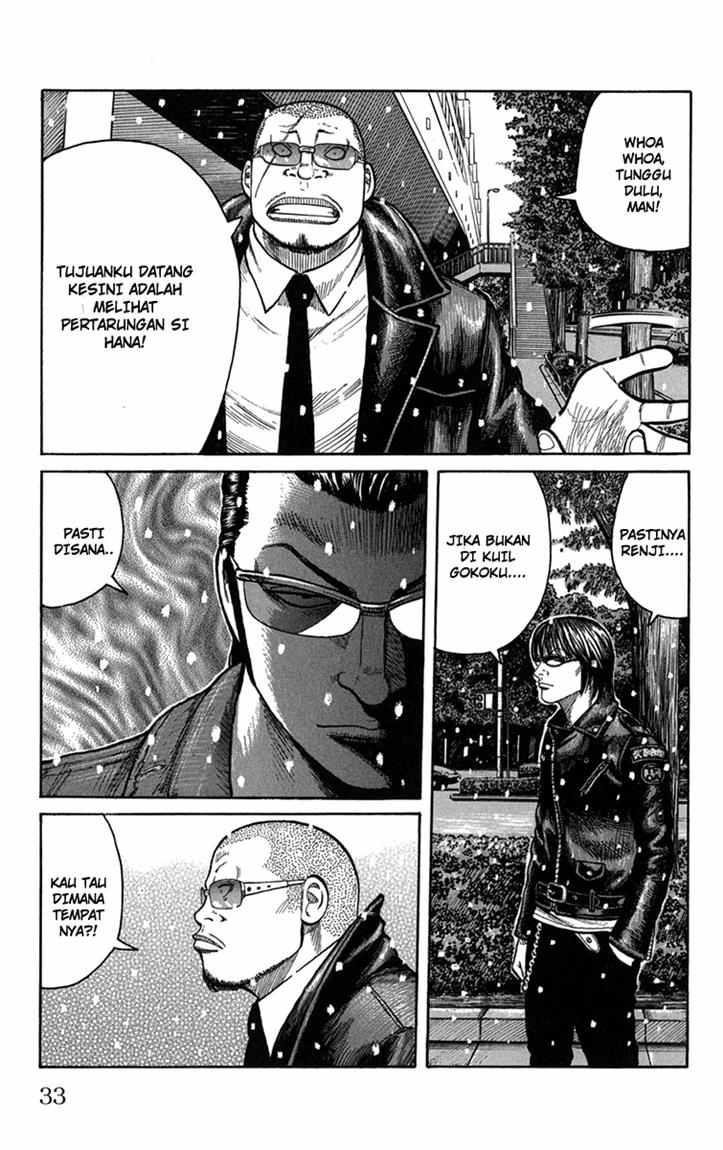 WHOA
WHOA,
TUNGGU
DULU,
MAN!
TUJUANKU DATANG
KESINI ADALAH
MELIHAT
PERTARUNGAN SI
HANA!
PASTINYA
RENJI....
JIKA BUKAN
DI KUIL
GOKOKU....
PASTI
DISANA..
KAU TAU
DIMANA
TEMPAT
NYA?!
33